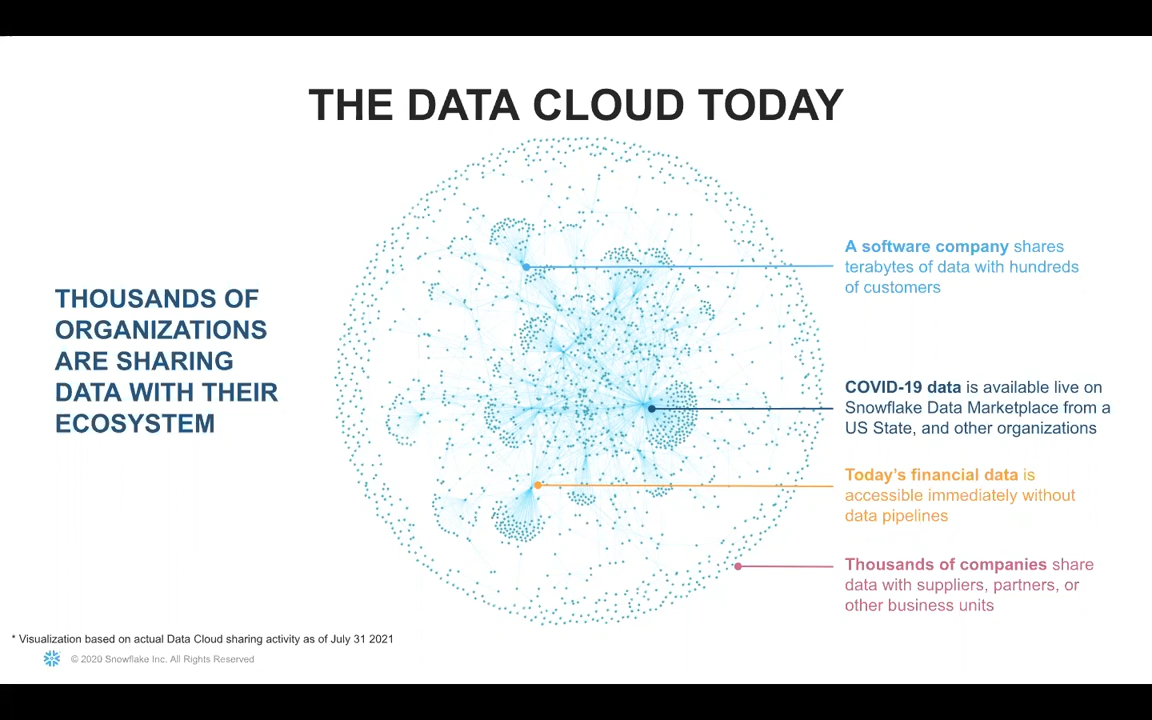 THE DATA CLOUD TODAY
THOUSANDS OF
ORGANIZATIONS
ARE SHARING
DATA WITH THEIR
ECOSYSTEM
A software company shares
terabytes of data with hundreds
of customers
COVID-19 data is available live on
Snowflake Data Marketplace from a
US State, and other organizations
Today’s financial data is
accessible immediately without
data pipelines
Thousands of companies share
data with suppliers, partners, or
other business units
* Visualization based on actual Data Cloud sharing activity as of July 31 2021
© 2020 Snowflake Inc. All Rights Reserved